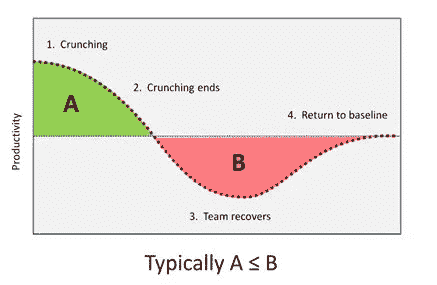 1. Crunching
A
2. Crunching ends
4. Return to baseline
Productivity
B
3. Team recovers
Typically A ≤ B